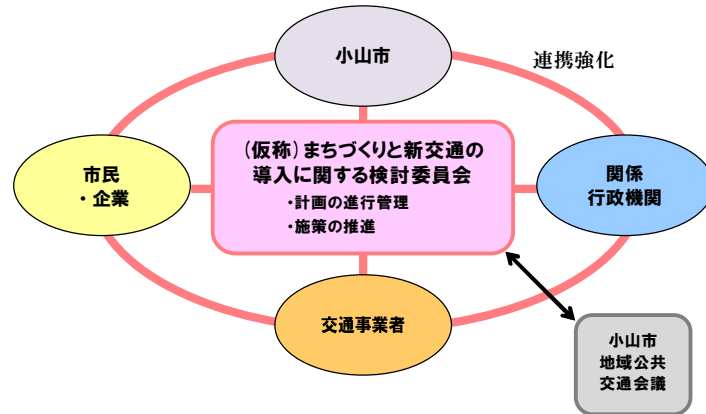 小山市
連携強化
(仮称)まちづくりと新交通の
導入に関する検討委員会
・計画の進行管理
・施策の推進
市民
・企業
関係
行政機関
交通事業者
小山市
地域公共
交通会議